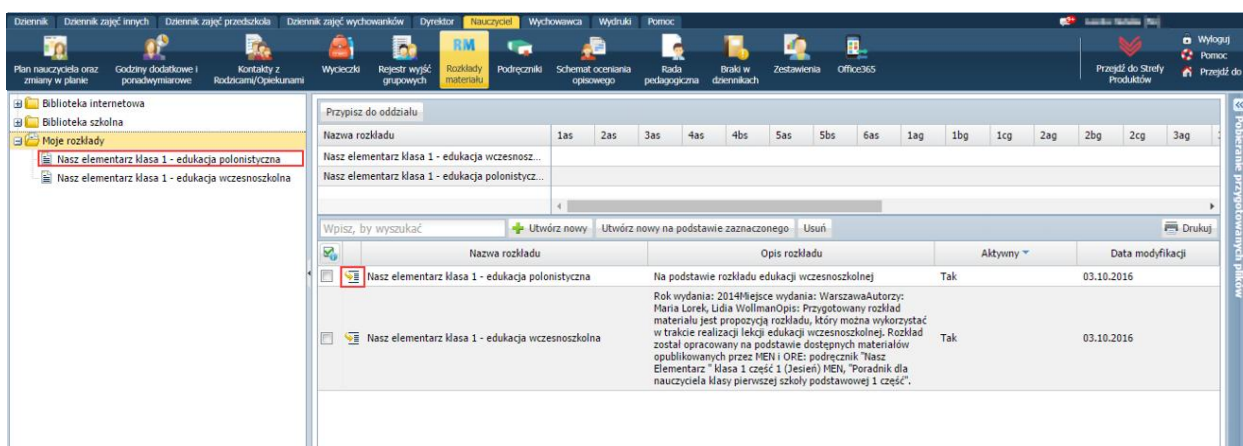 Dziennik Dziennik zajęć innych Dziennik zajęć przedszkola Dziennik zajęć wychowanków Dyrektor Nauczyciel Wychowawca Wydruki Pomoc
Wyloguj
Pomoc
Przejdź do
Plan nauczyciela oraz zmiany w planie
Godziny dodatkowe i ponadwymiarowe
Kontakty z Rodzicami/Opiekunami
Wycieczki
Rejestr wyjść grupowych
RM
Rozkłady materiału
Podręczniki
Schemat oceniania opisowego
Rada pedagogiczna
Braki w dziennikach
Zestawienia
Office365
Przejdź do Strefy Produktów
Biblioteka internetowa
Biblioteka szkolna
Moje rozkłady
Nasz elementarz klasa 1 - edukacja polonistyczna
Nasz elementarz klasa 1 - edukacja wczesnoszkolna
Przypisz do oddziału
Nazwa rozkładu 1as 2as 3as 4as 4bs 5as 5bs 6as 1ag 1bg 1cg 2ag 2bg 2cg 3ag
Nasz elementarz klasa 1 - edukacja wczesnosz...
Nasz elementarz klasa 1 - edukacja polonistycz...
Wpisz, by wyszukać Utwórz nowy Utwórz nowy na podstawie zaznaczonego Usuń Drukuj
Nazwa rozkładu Opis rozkładu Aktywny Data modyfikacji
Nasz elementarz klasa 1 - edukacja polonistyczna Na podstawie rozkładu edukacji wczesnoszkolnej Tak 03.10.2016
Nasz elementarz klasa 1 - edukacja wczesnoszkolna
Rok wydania: 2014Miejsce wydania: WarszawaAutorzy:
Maria Lorek, Lidia WollmanOpis: Przygotowany rozkład
materiału jest propozycją rozkładu, który można wykorzystać
w trakcie realizacji lekcji edukacji wczesnoszkolnej. Rozkład
został opracowany na podstawie dostępnych materiałów
opublikowanych przez MEN i ORE: podręcznik "Nasz
Elementarz " klasa 1 część 1 (Jesień) MEN, "Poradnik dla
nauczyciela klasy pierwszej szkoły podstawowej 1 część".
Tak 03.10.2016
Pobieranie przygotowanych plików